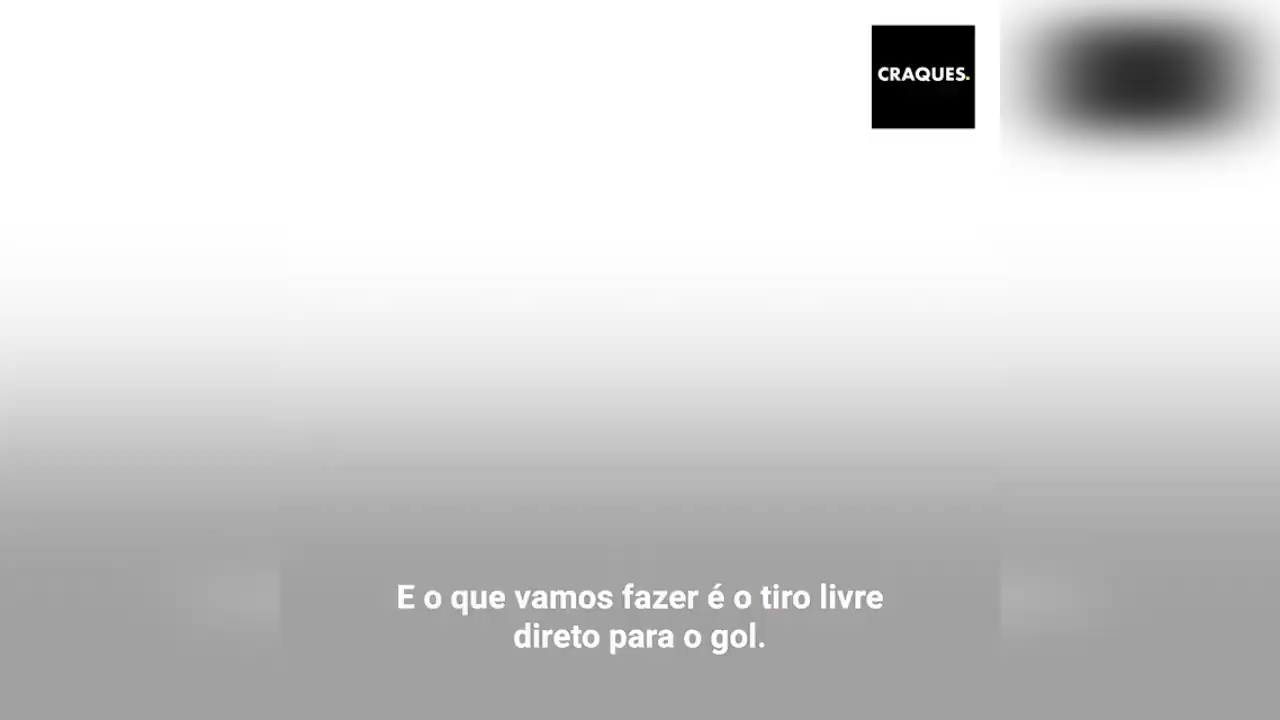 CRAQUES.
E o que vamos fazer é o tiro livre
direto para o gol.